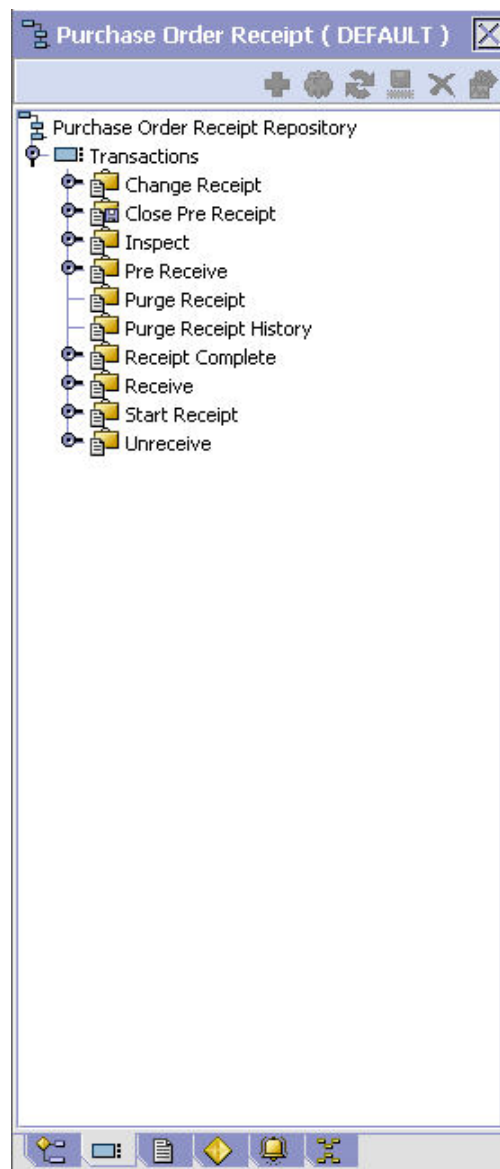 Purchase Order Receipt ( DEFAULT )
Purchase Order Receipt Repository
Transactions
Change Receipt
Close Pre Receipt
Inspect
Pre Receive
Purge Receipt
Purge Receipt History
Receipt Complete
Receive
Start Receipt
Unreceive